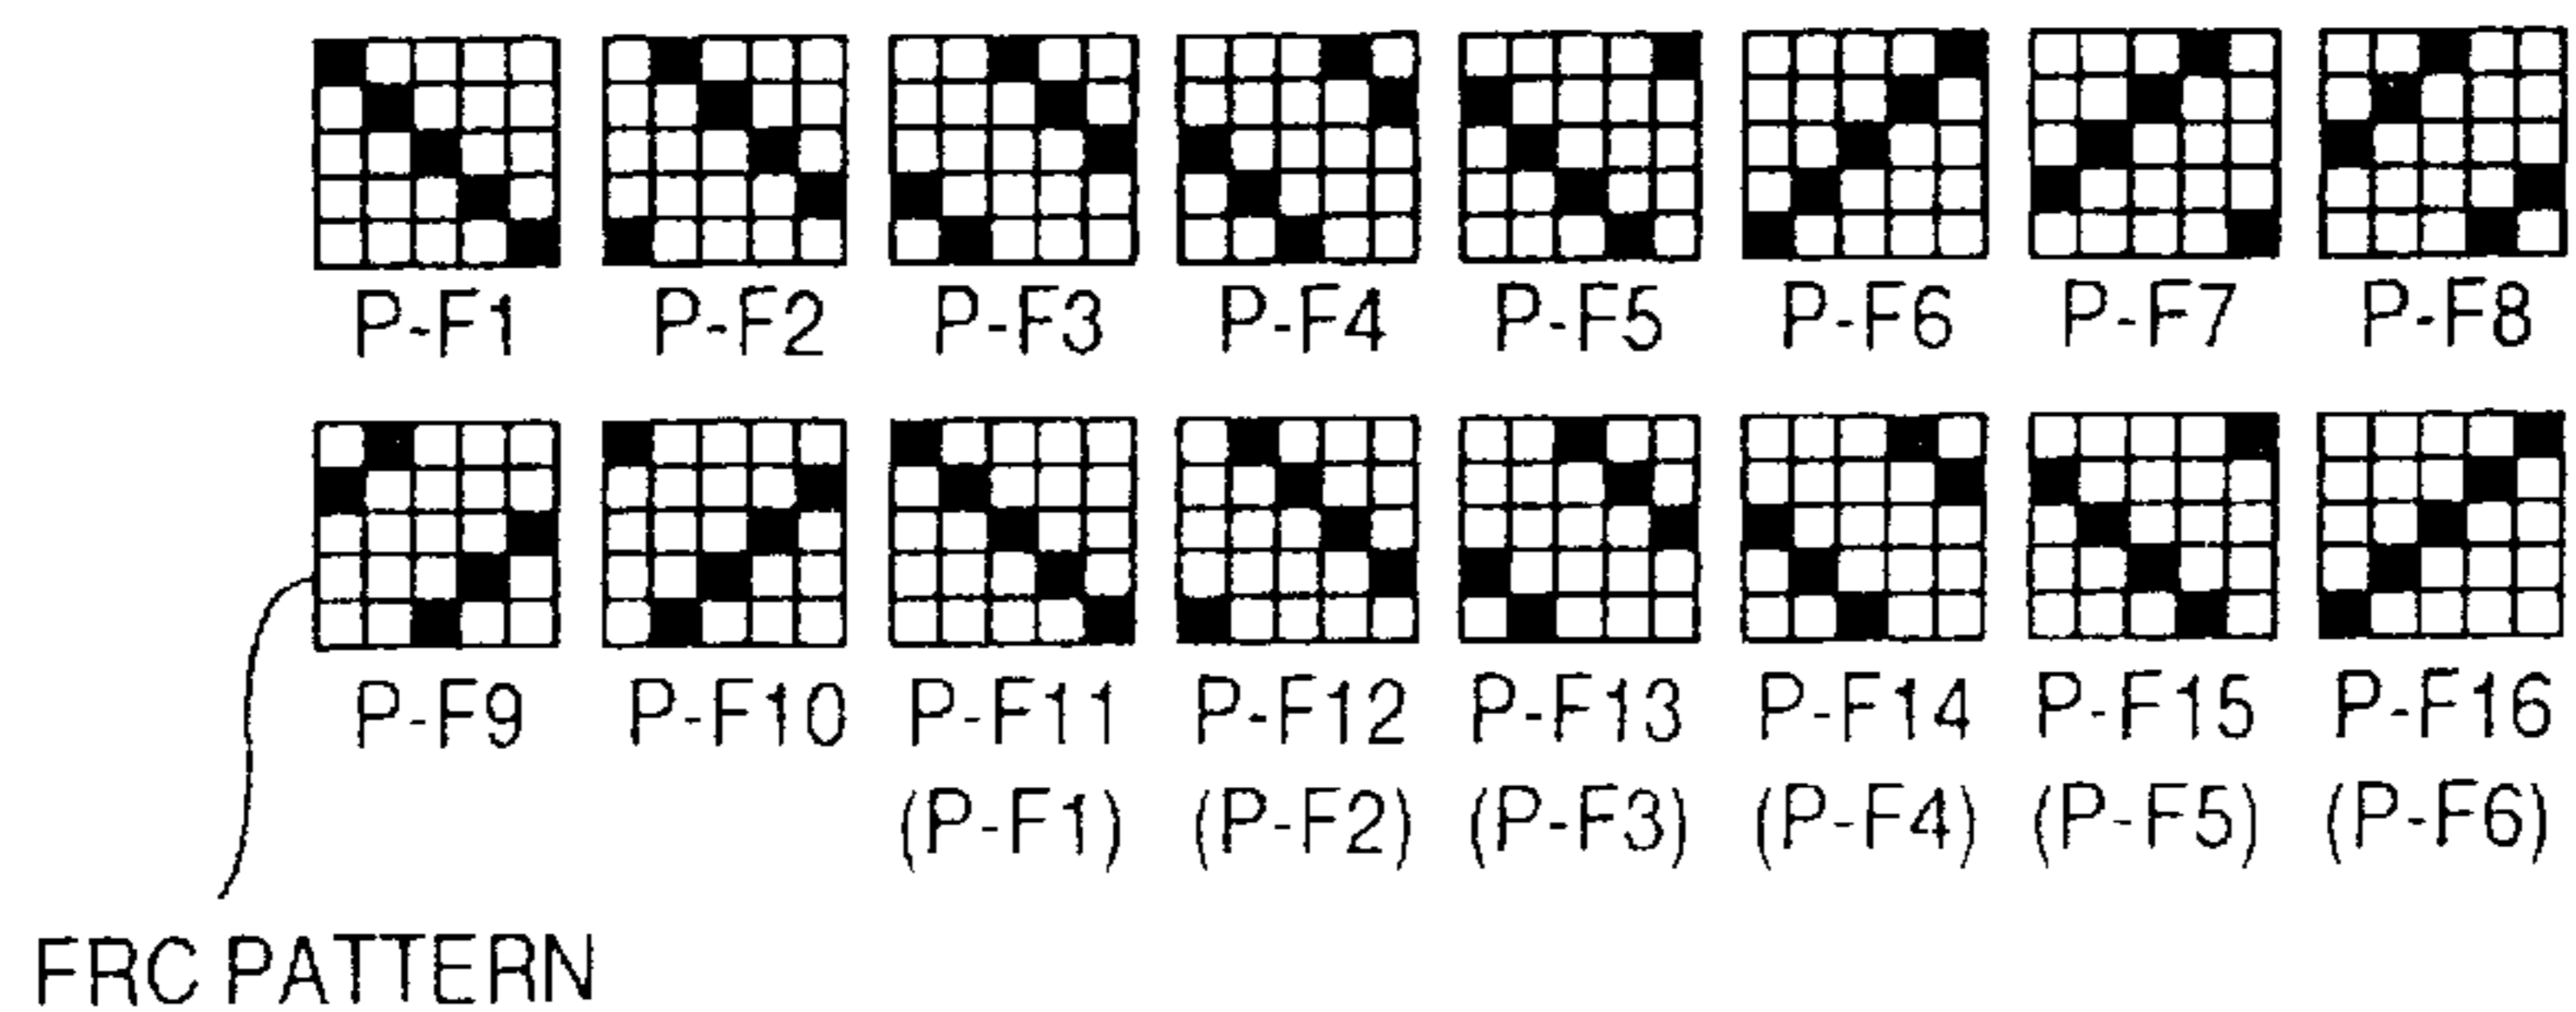 P-F1 P-F2 P-F3 P-F4 P-F5 P-F6 P-F7 P-F8
P-F9 P-F10 P-F11 P-F12 P-F13 P-F14 P-F15 P-F16
(P-F1) (P-F2) (P-F3) (P-F4) (P-F5) (P-F6)
FRC PATTERN